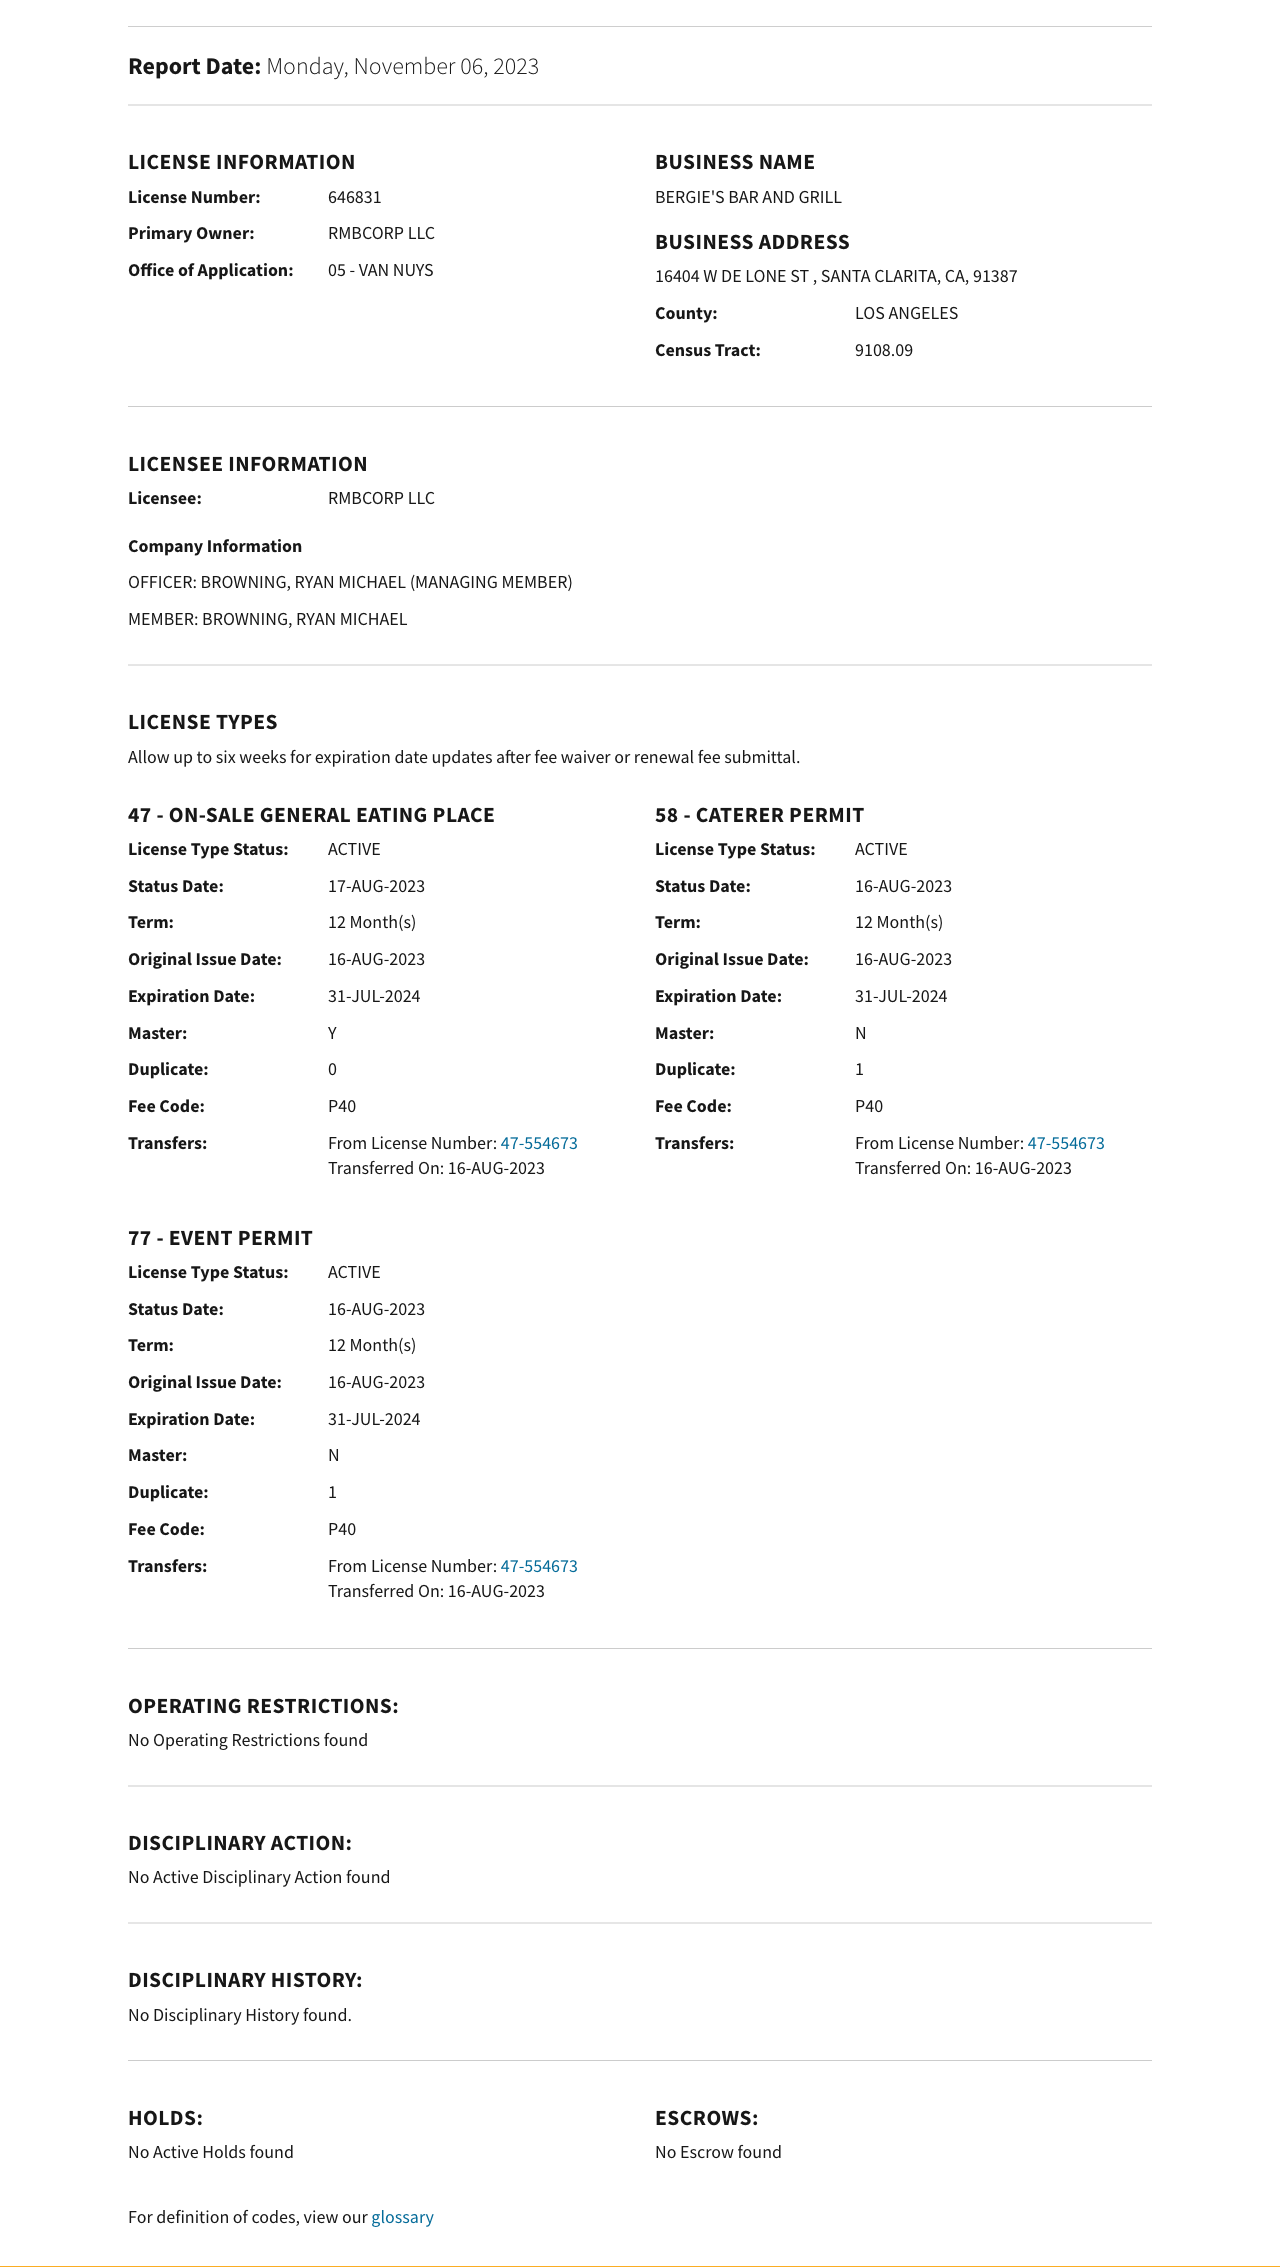 Report Date: Monday, November 06, 2023
LICENSE INFORMATION
License Number: 646831
Primary Owner: RMBCORP LLC
Office of Application: 05 - VAN NUYS
BUSINESS NAME
BERGIE'S BAR AND GRILL
BUSINESS ADDRESS
16404 W DE LONE ST , SANTA CLARITA, CA, 91387
County: LOS ANGELES
Census Tract: 9108.09
LICENSEE INFORMATION
Licensee: RMBCORP LLC
Company Information
OFFICER: BROWNING, RYAN MICHAEL (MANAGING MEMBER)
MEMBER: BROWNING, RYAN MICHAEL
LICENSE TYPES
Allow up to six weeks for expiration date updates after fee waiver or renewal fee submittal.
47 - ON-SALE GENERAL EATING PLACE
License Type Status: ACTIVE
Status Date: 17-AUG-2023
Term: 12 Month(s)
Original Issue Date: 16-AUG-2023
Expiration Date: 31-JUL-2024
Master: Y
Duplicate: 0
Fee Code: P40
Transfers: From License Number: 47-554673
Transferred On: 16-AUG-2023
58 - CATERER PERMIT
License Type Status: ACTIVE
Status Date: 16-AUG-2023
Term: 12 Month(s)
Original Issue Date: 16-AUG-2023
Expiration Date: 31-JUL-2024
Master: N
Duplicate: 1
Fee Code: P40
Transfers: From License Number: 47-554673
Transferred On: 16-AUG-2023
77 - EVENT PERMIT
License Type Status: ACTIVE
Status Date: 16-AUG-2023
Term: 12 Month(s)
Original Issue Date: 16-AUG-2023
Expiration Date: 31-JUL-2024
Master: N
Duplicate: 1
Fee Code: P40
Transfers: From License Number: 47-554673
Transferred On: 16-AUG-2023
OPERATING RESTRICTIONS:
No Operating Restrictions found
DISCIPLINARY ACTION:
No Active Disciplinary Action found
DISCIPLINARY HISTORY:
No Disciplinary History found.
HOLDS:
No Active Holds found
ESCROWS:
No Escrow found
For definition of codes, view our glossary